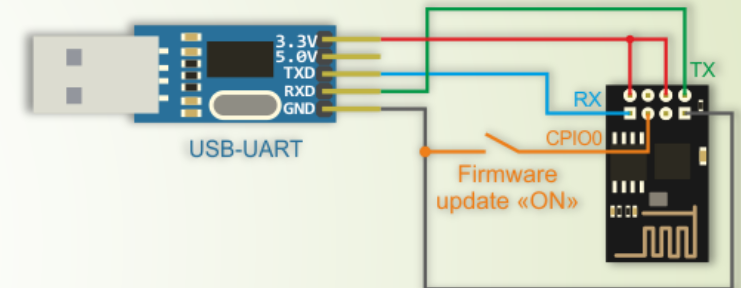 3.3V
5.0V
TXD
RXD
GND
USB-UART
TX
RX
CPIO0
Firmware
update «ON»